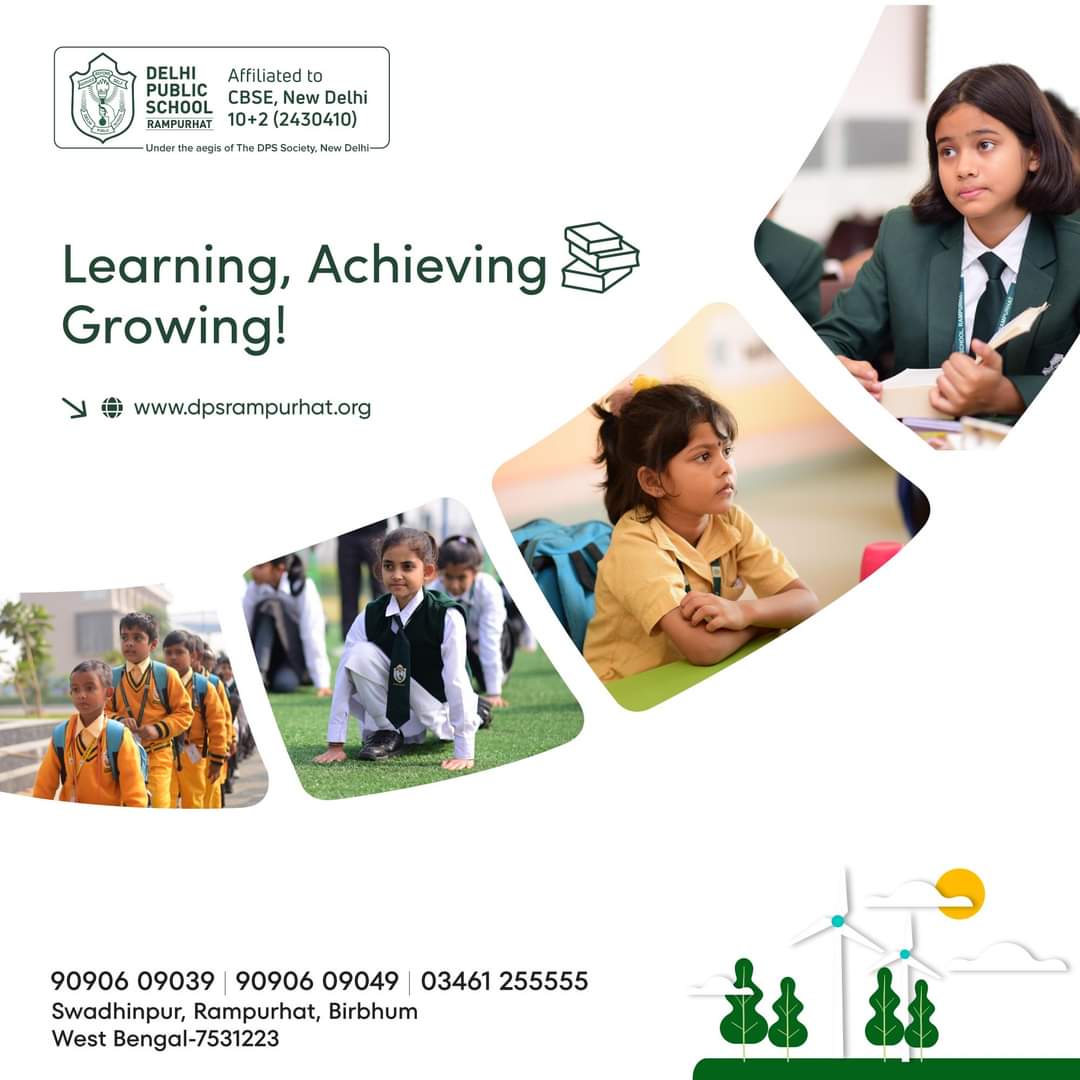 DELHI
PUBLIC
SCHOOL
RAMPURHAT
Affiliated to
CBSE, New Delhi
10+2 (2430410)
Under the aegis of The DPS Society, New Delhi
Learning, Achieving
Growing!
www.dpsrampurhat.org
90906 09039 | 90906 09049 | 03461 255555
Swadhinpur, Rampurhat, Birbhum
West Bengal-7531223